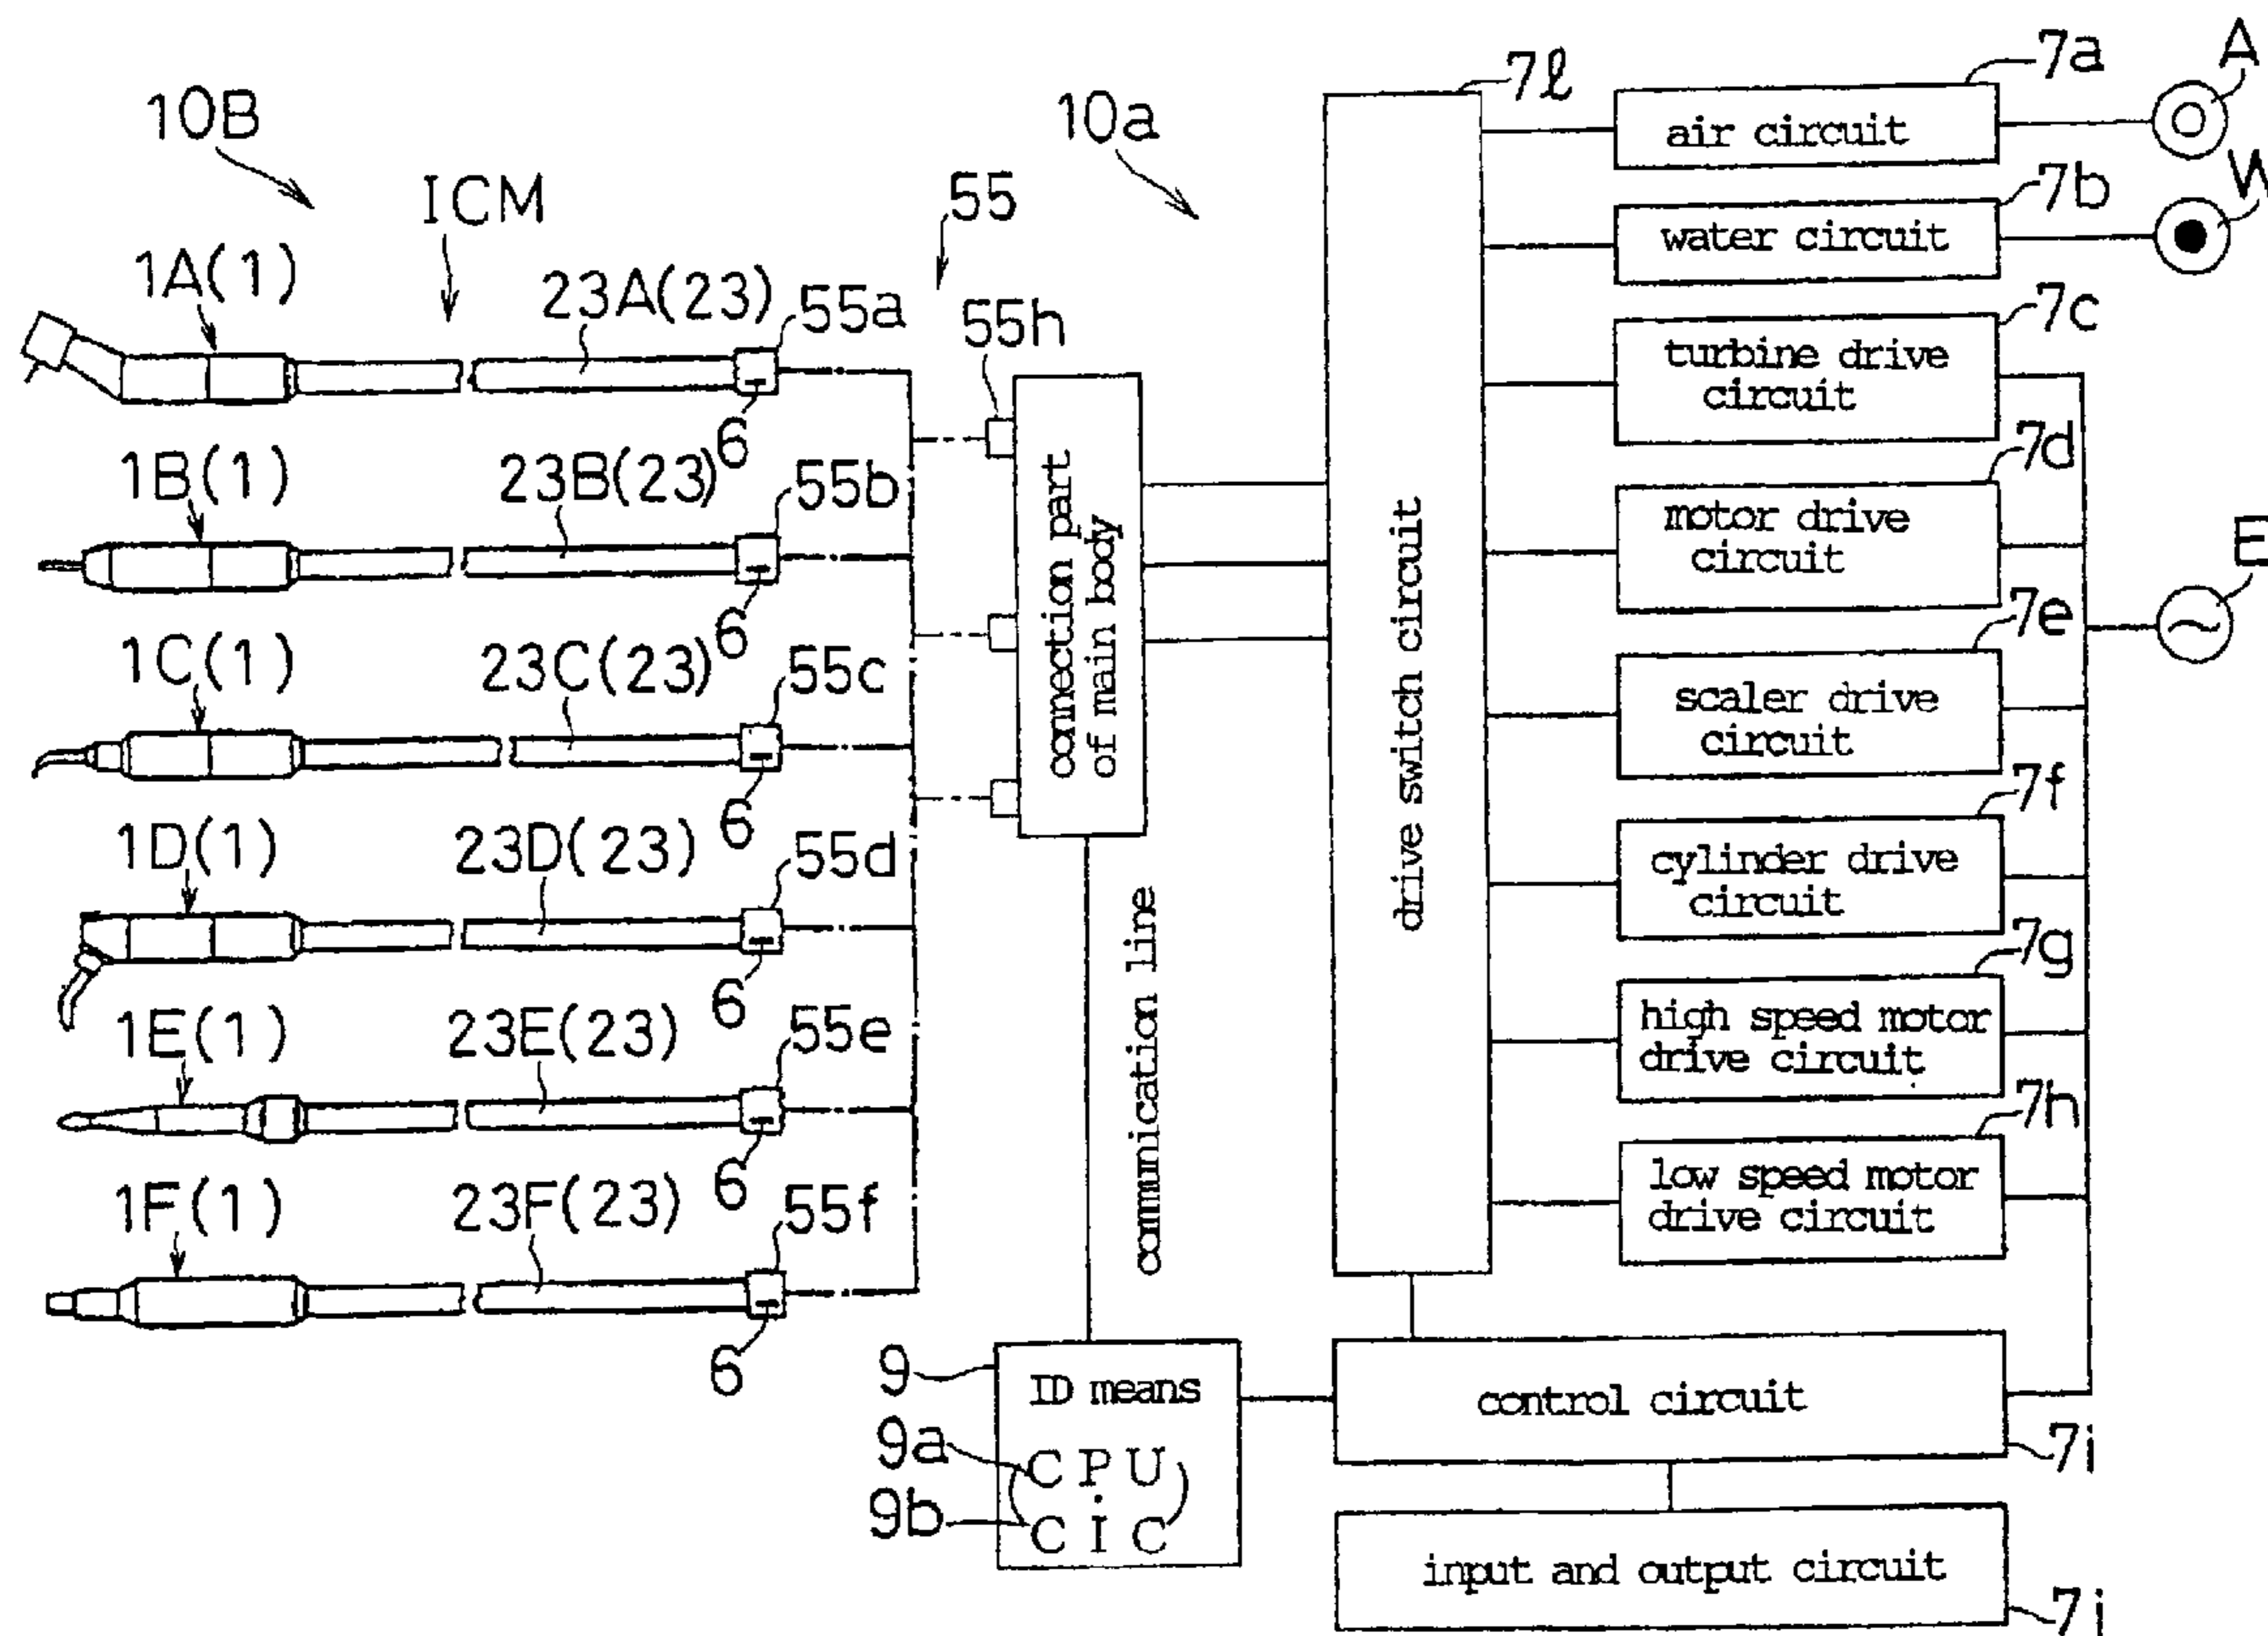 10B
ICM
55
10a
7ℓ
7a
A
air circuit
7b
W
water circuit
7c
turbine drive
circuit
7d
motor drive
circuit
E
7e
scaler drive
circuit
7f
cylinder drive
circuit
7g
high speed motor
drive circuit
7h
low speed motor
drive circuit
1A(1)
23A(23)
55a
6
55h
1B(1)
23B(23)
55b
6
1C(1)
23C(23)
55c
6
1D(1)
23D(23)
55d
6
1E(1)
23E(23)
55e
6
1F(1)
23F(23)
55f
6
connection part
of main body
communication line
drive switch circuit
9
ID means
9a
CPU
9b
CIC
control circuit
7i
input and output circuit
7j